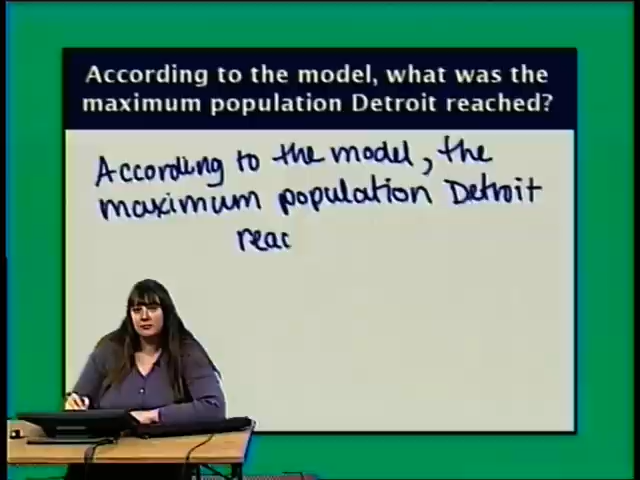 According to the model, what was the
maximum population Detroit reached?
According to the model, the
maximum population Detroit
reac